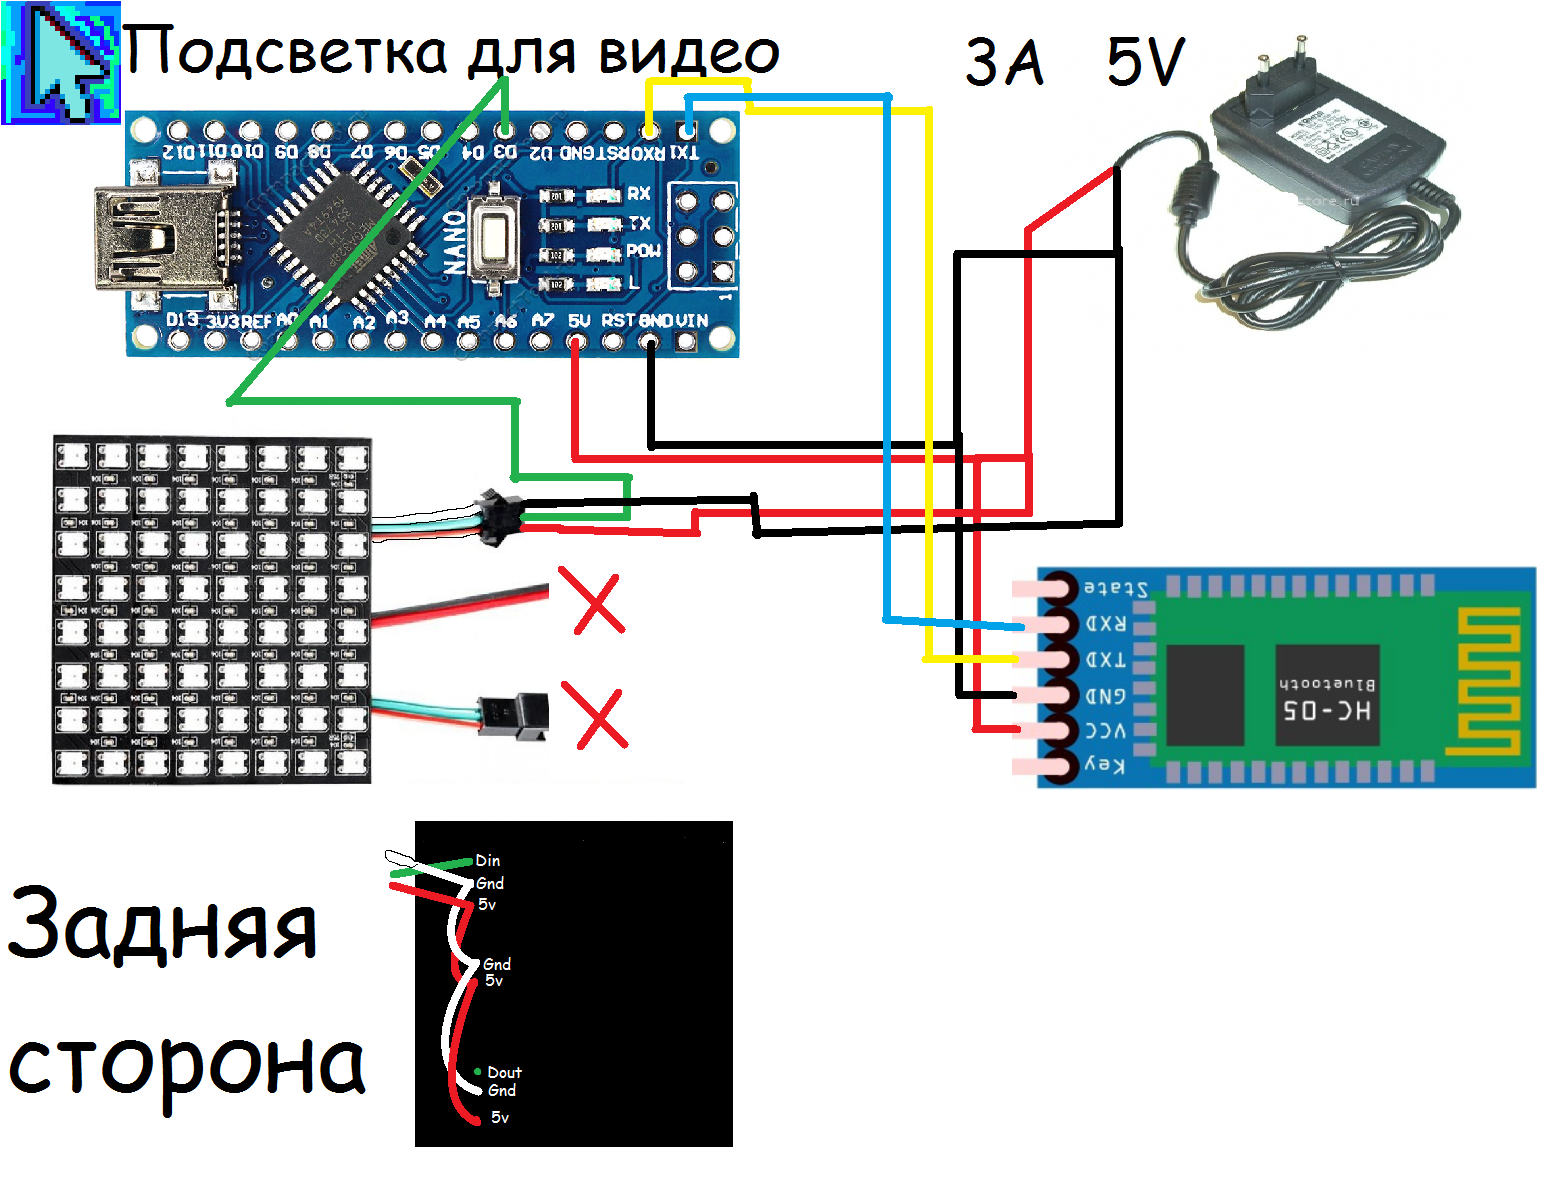 Подсветка для видео
3A 5V
D12 D11 D10 D9 D8 D7 D6 D5 D4 D3 D2 GND RST RX0 TX1
RX
TX
POW
L
NANO
1
D13 3V3 REF A0 A1 A2 A3 A4 A5 A6 A7 5V RST GND VIN
State
RXD
TXD
GND
VCC
Key
Bluetooth
HC-05
Задняя
сторона
Din
Gnd
5v
Gnd
5v
Dout
Gnd
5v